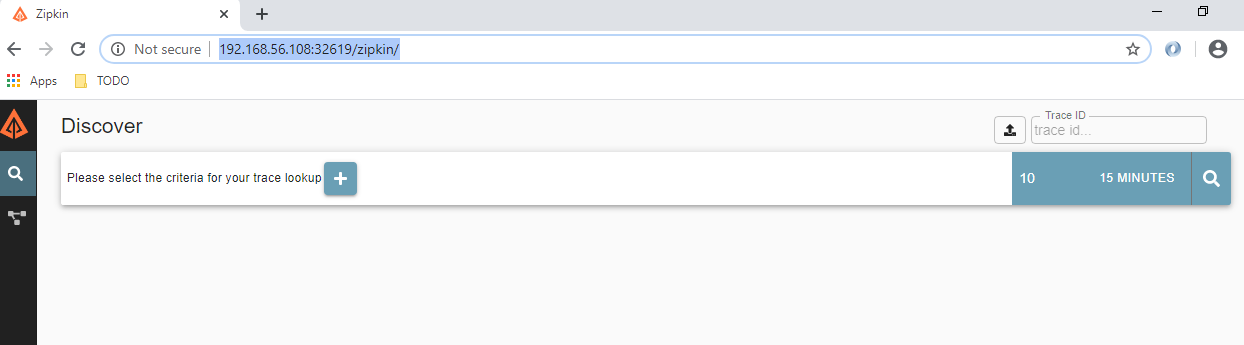 Zipkin
Not secure 192.168.56.108:32619/zipkin/
Apps TODO
Discover
Trace ID
trace id...
Please select the criteria for your trace lookup
10 15 MINUTES